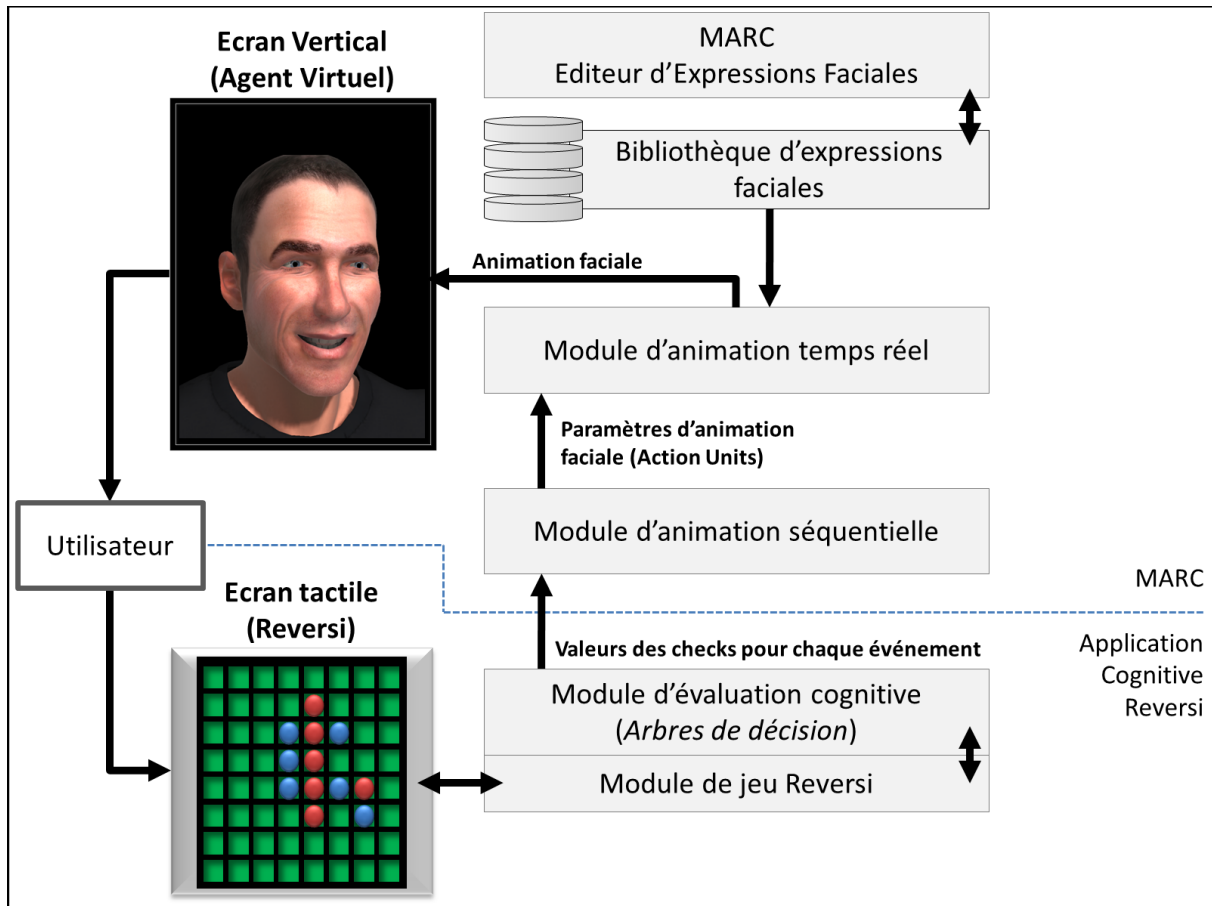 Ecran Vertical
(Agent Virtuel)
MARC
Editeur d’Expressions Faciales
Bibliothèque d’expressions
faciales
Animation faciale
Module d’animation temps réel
Paramètres d’animation
faciale (Action Units)
Utilisateur
Module d’animation séquentielle
MARC
Ecran tactile
(Reversi)
Valeurs des checks pour chaque événement
Application
Cognitive
Reversi
Module d’évaluation cognitive
(Arbres de décision)
Module de jeu Reversi